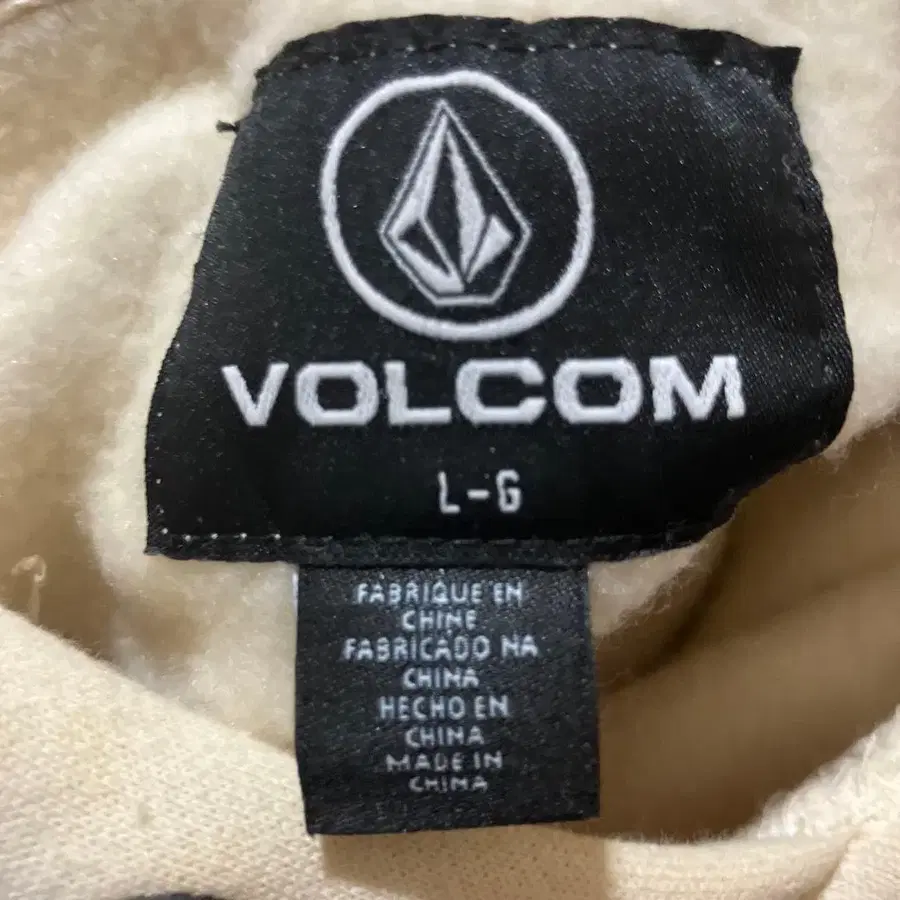 VOLCOM
L-G
FABRIQUE EN
CHINE
FABRICADO NA
CHINA
HECHO EN
CHINA
MADE IN
CHINA